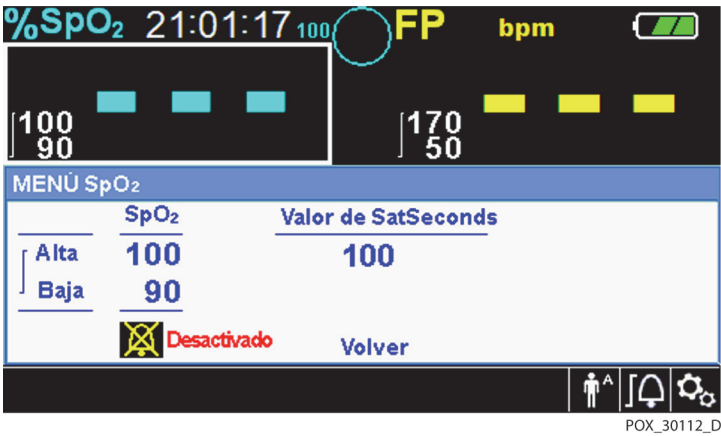 %SpO₂ 21:01:17 100 FP bpm
100 170
90 50
MENÚ SpO₂
SpO₂ Valor de SatSeconds
Alta 100 100
Baja 90
Desactivado Volver
A
POX_30112_D